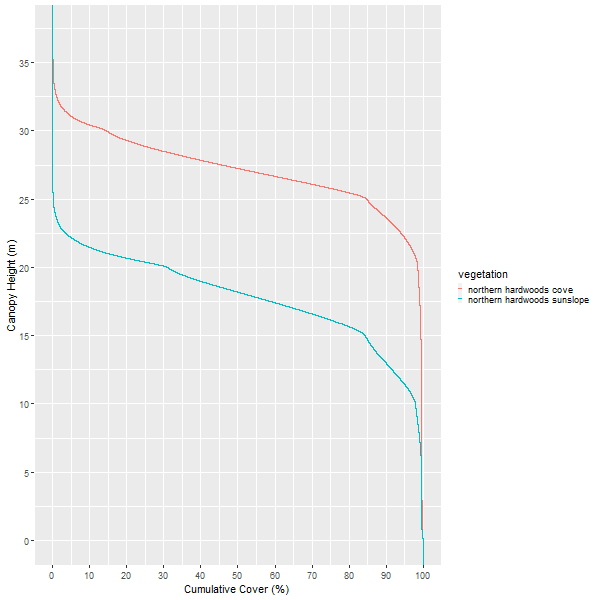 Canopy Height (m)
35
30
25
20
15
10
5
0
0 10 20 30 40 50 60 70 80 90 100
Cumulative Cover (%)
vegetation
northern hardwoods cove
northern hardwoods sunslope